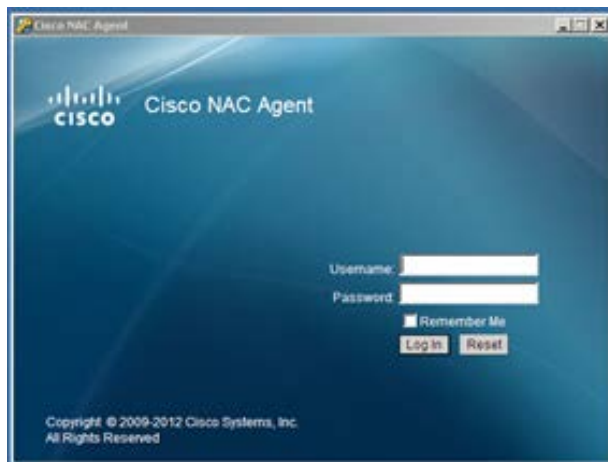 Cisco NAC Agent
CISCO
Cisco NAC Agent
Username:
Password:
Remember Me
Log In Reset
Copyright © 2009-2012 Cisco Systems, Inc.
All Rights Reserved